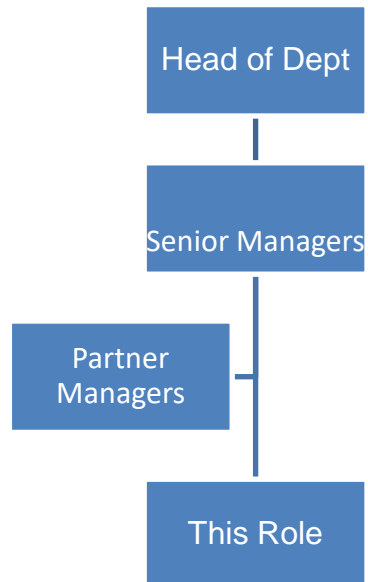 Head of Dept
Senior Managers
Partner
Managers
This Role